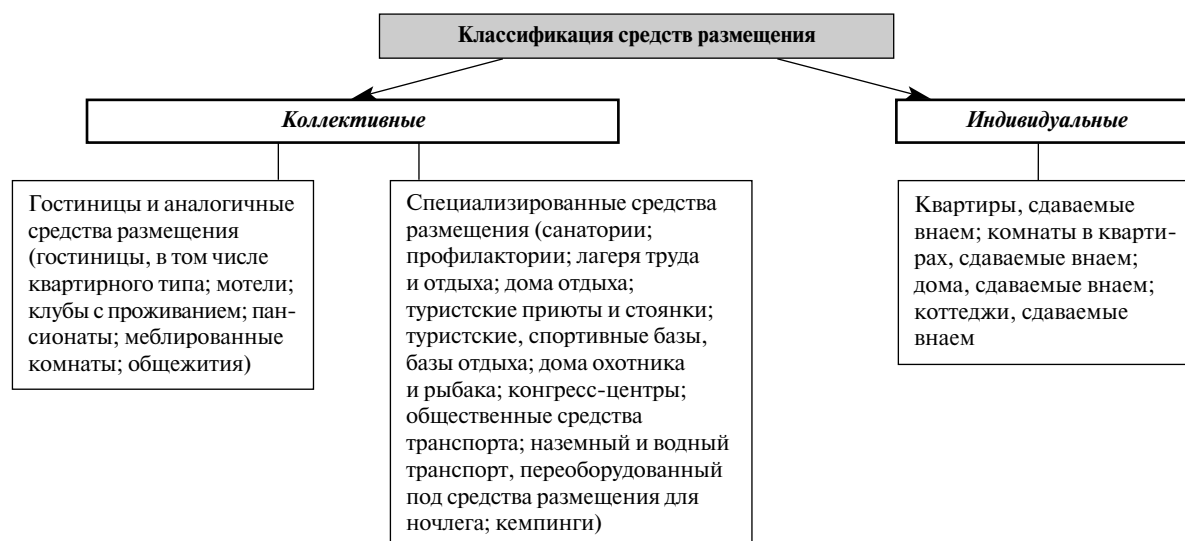 Классификация средств размещения
Коллективные
Индивидуальные
Гостиницы и аналогичные
средства размещения
(гостиницы, в том числе
квартирного типа; мотели;
клубы с проживанием; пан-
сионаты; меблированные
комнаты; общежития)
Специализированные средства
размещения (санатории;
профилактории; лагеря труда
и отдыха; дома отдыха;
туристские приюты и стоянки;
туристские, спортивные базы,
базы отдыха; дома охотника
и рыбака; конгресс-центры;
общественные средства
транспорта; наземный и водный
транспорт, переоборудованный
под средства размещения для
ночлега; кемпинги)
Квартиры, сдаваемые
внаем; комнаты в кварти-
рах, сдаваемые внаем;
дома, сдаваемые внаем;
коттеджи, сдаваемые
внаем